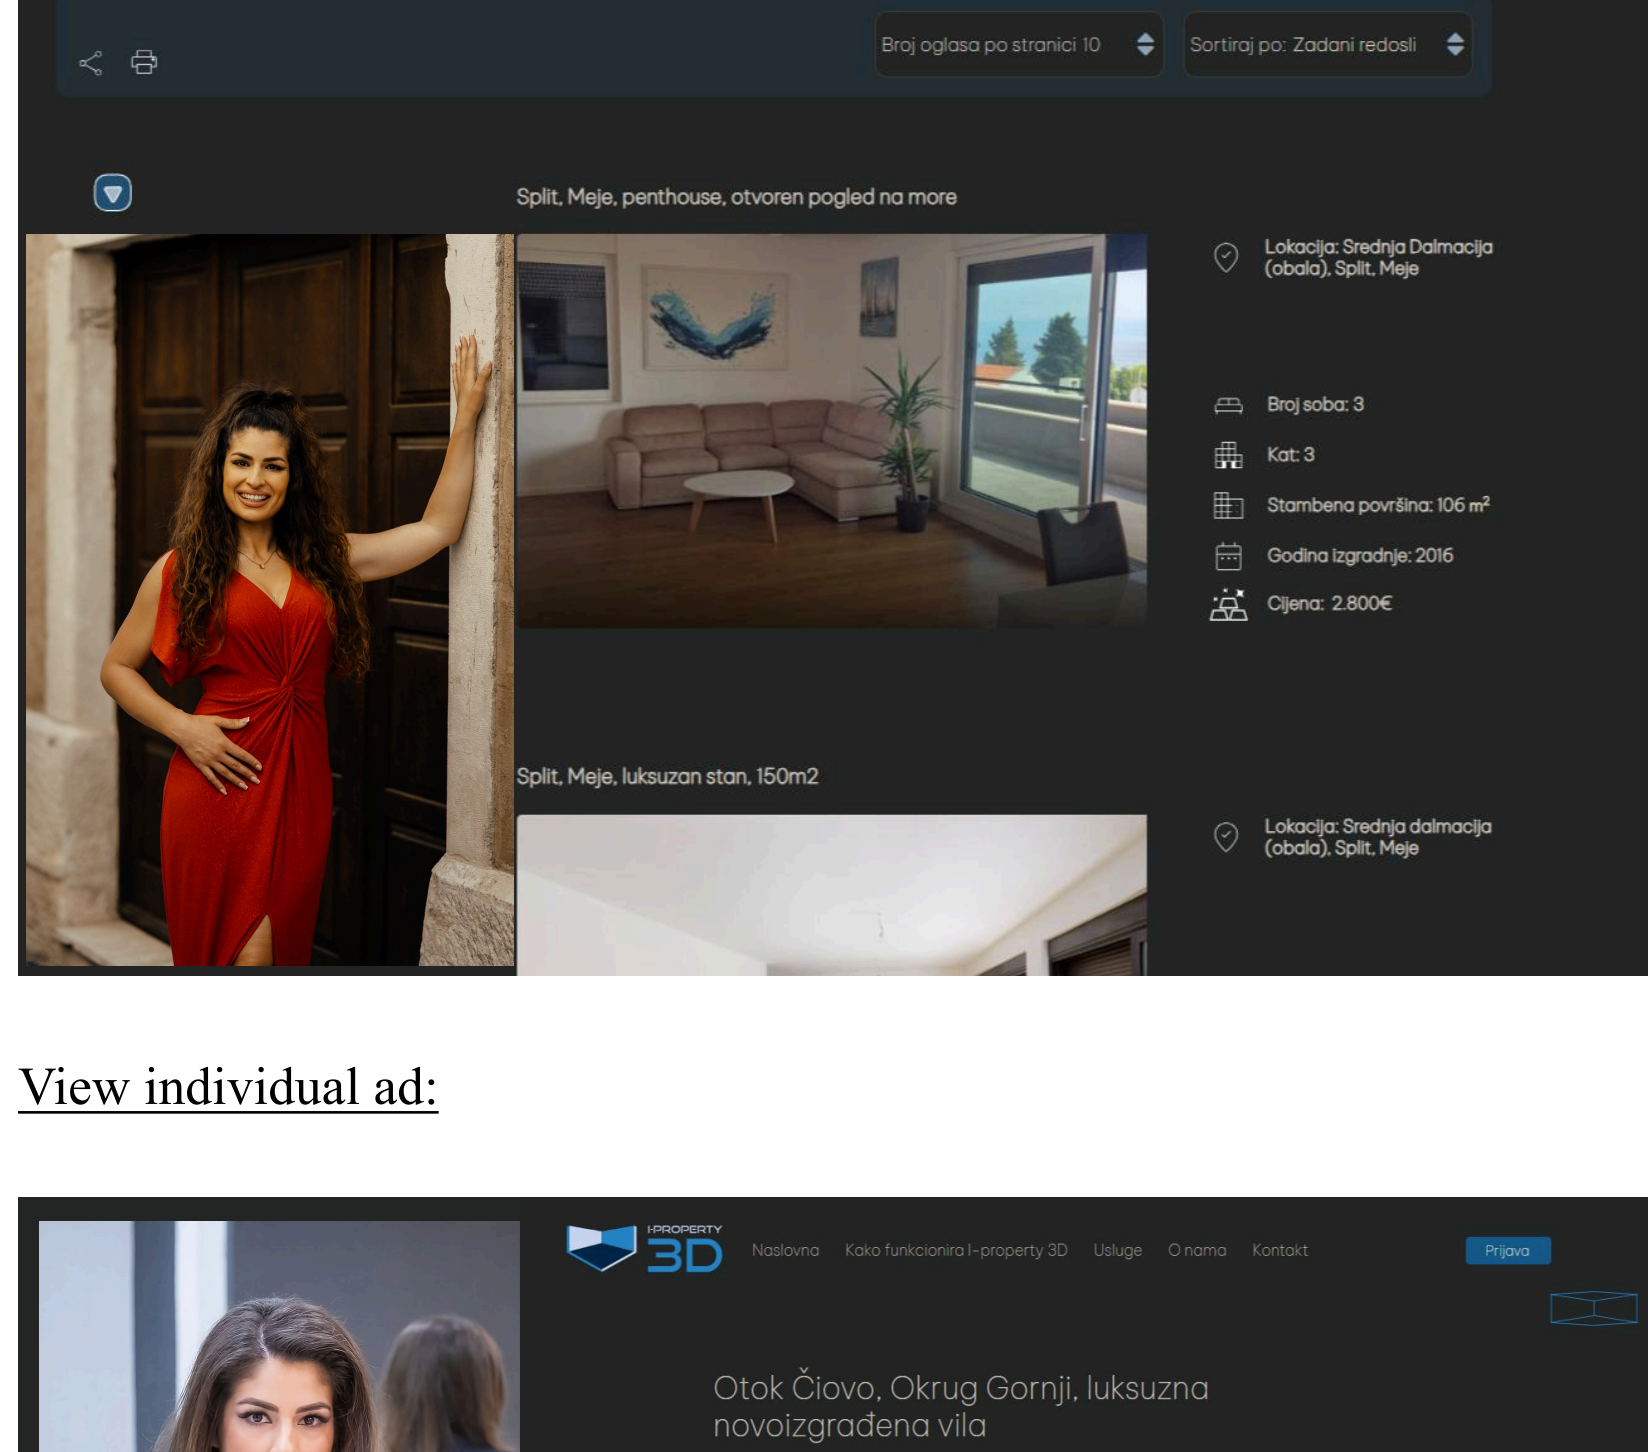 Broj oglasa po stranici 10
Sortiraj po: Zadani redosli
Split, Meje, penthouse, otvoren pogled na more
Lokacija: Srednja Dalmacija
(obala), Split, Meje
Broj soba: 3
Kat: 3
Stambena površina: 106 m²
Godina izgradnje: 2016
Cijena: 2.800€
Split, Meje, luksuzan stan, 150m2
Lokacija: Srednja dalmacija
(obala), Split, Meje
View individual ad:
I-PROPERTY
3D
Naslovna Kako funkcionira I-property 3D Usluge O nama Kontakt
Prijava
Otok Čiovo, Okrug Gornji, luksuzna
novoizgrađena vila